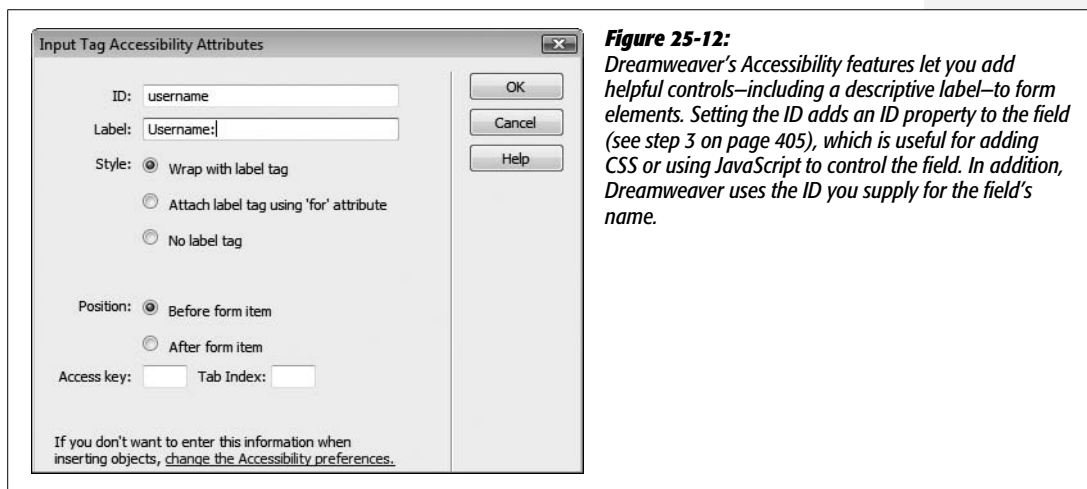 Input Tag Accessibility Attributes
ID: username
Label: Username:
Style: Wrap with label tag
Attach label tag using 'for' attribute
No label tag
Position: Before form item
After form item
Access key: Tab Index:
If you don't want to enter this information when
inserting objects, change the Accessibility preferences.
OK
Cancel
Help
Figure 25-12:
Dreamweaver's Accessibility features let you add
helpful controls—including a descriptive label—to form
elements. Setting the ID adds an ID property to the field
(see step 3 on page 405), which is useful for adding
CSS or using JavaScript to control the field. In addition,
Dreamweaver uses the ID you supply for the field's
name.